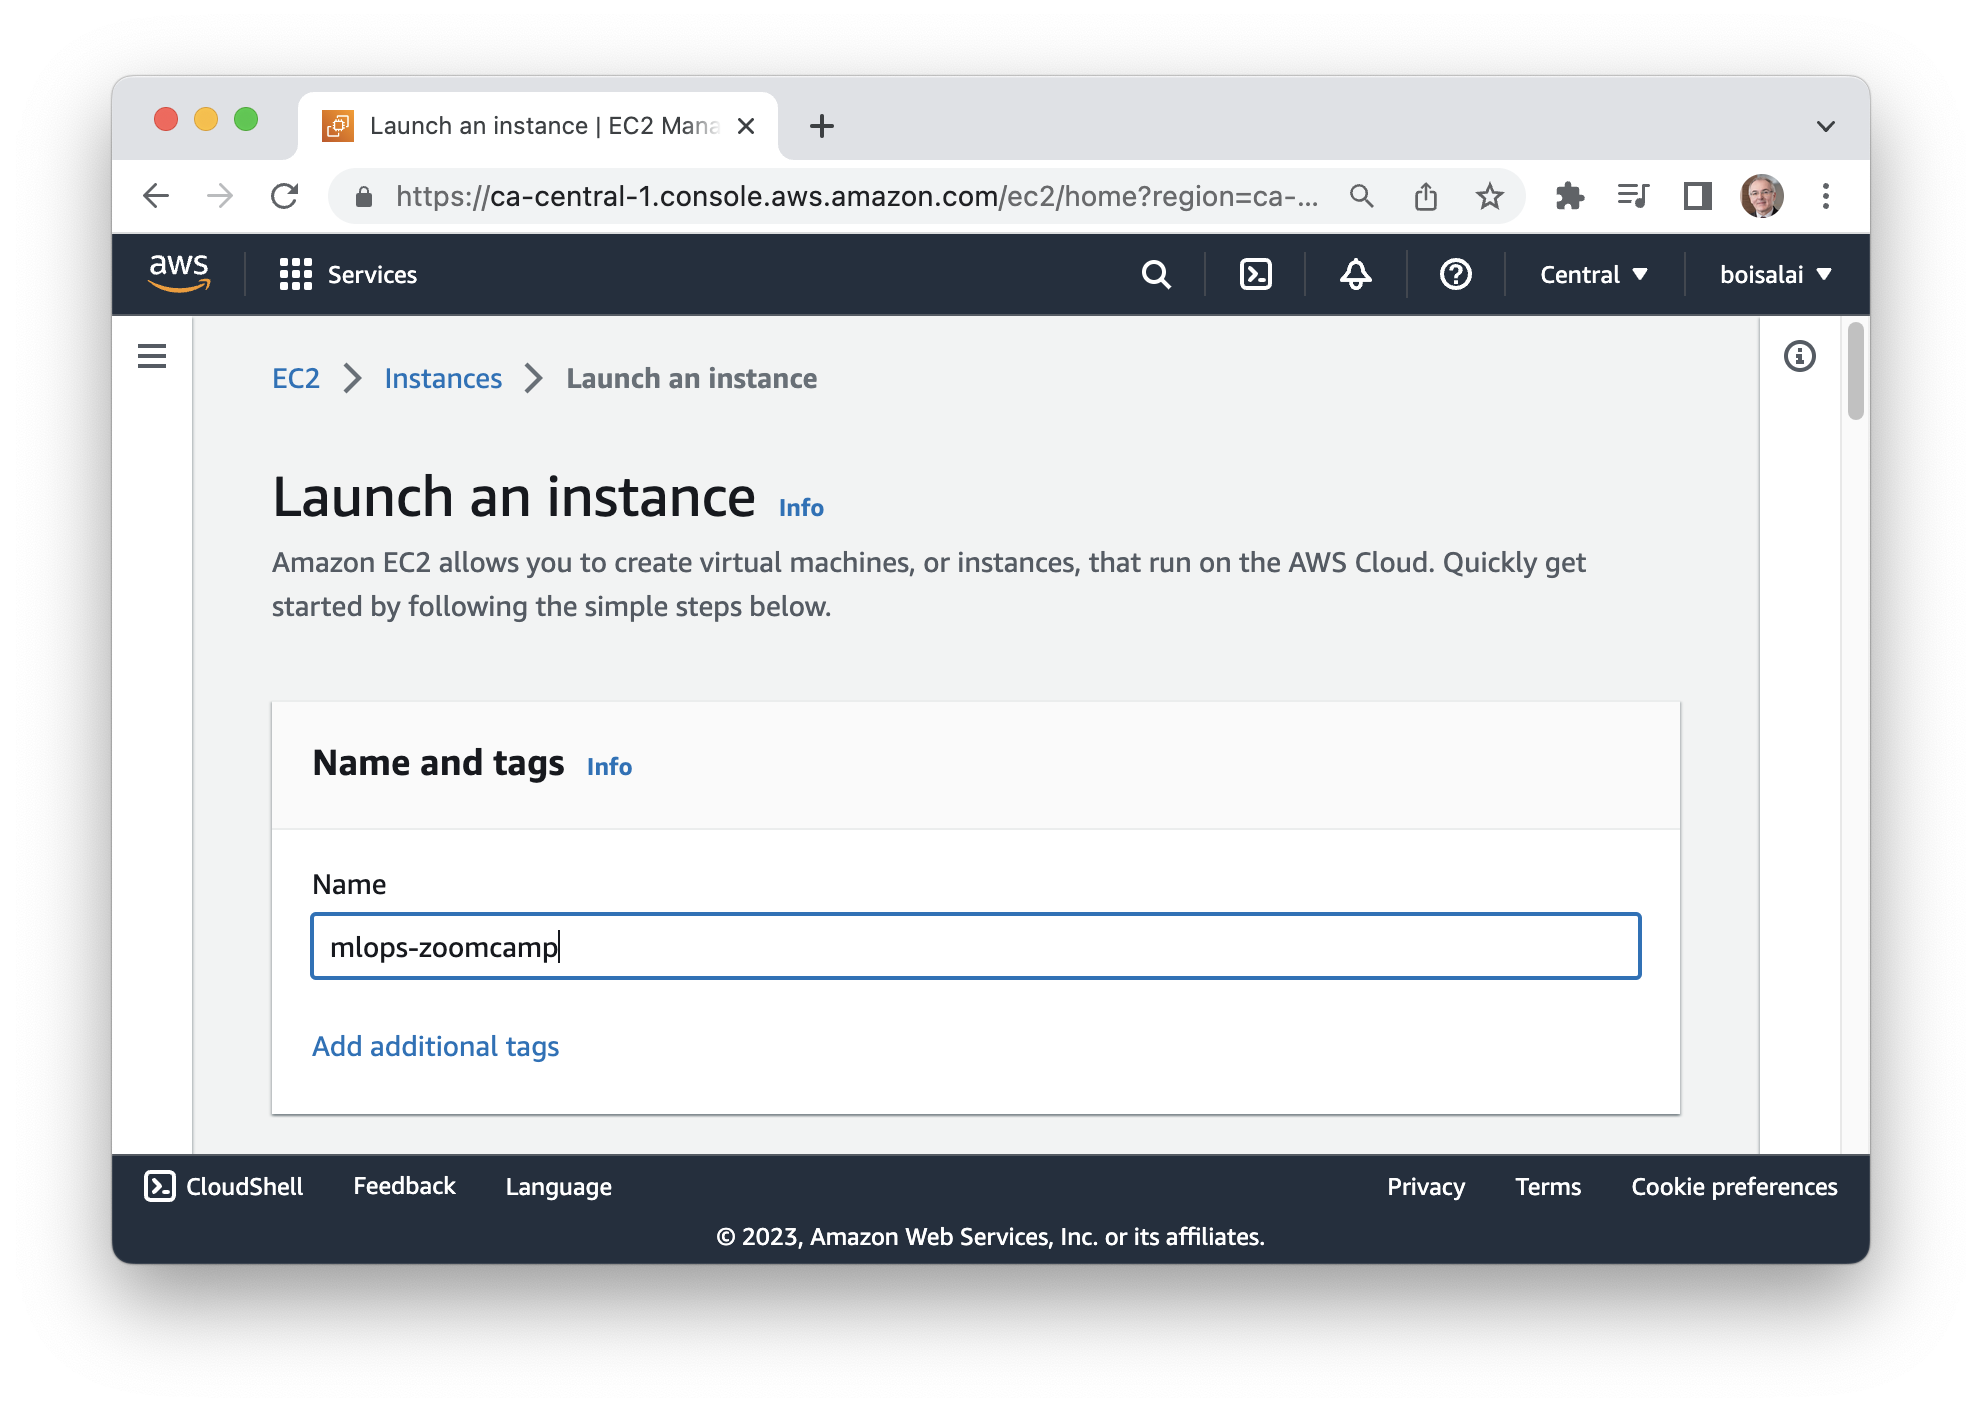 Launch an instance | EC2 Mana
https://ca-central-1.console.aws.amazon.com/ec2/home?region=ca-...
aws Services Central boisalai
EC2 Instances Launch an instance
Launch an instance Info
Amazon EC2 allows you to create virtual machines, or instances, that run on the AWS Cloud. Quickly get
started by following the simple steps below.
Name and tags Info
Name
mlops-zoomcamp
Add additional tags
CloudShell Feedback Language Privacy Terms Cookie preferences
© 2023, Amazon Web Services, Inc. or its affiliates.